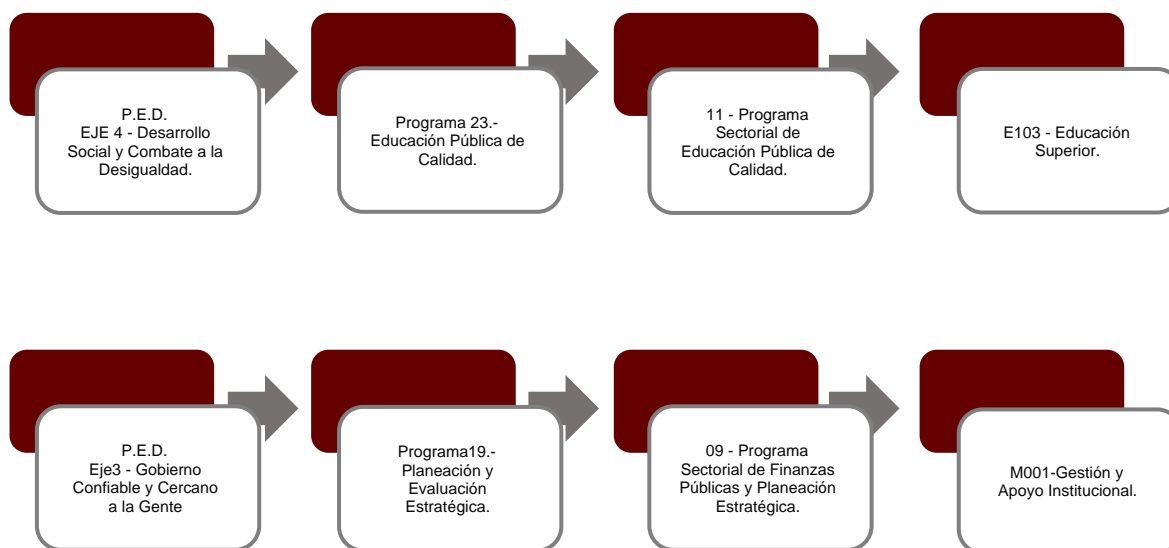 P.E.D.
EJE 4 - Desarrollo
Social y Combate a la
Desigualdad.
Programa 23.-
Educación Pública de
Calidad.
11 - Programa
Sectorial de
Educación Pública de
Calidad.
E103 - Educación
Superior.
P.E.D.
Eje3 - Gobierno
Confiable y Cercano
a la Gente
Programa19.-
Planeación y
Evaluación
Estratégica.
09 - Programa
Sectorial de Finanzas
Públicas y Planeación
Estratégica.
M001-Gestión y
Apoyo Institucional.